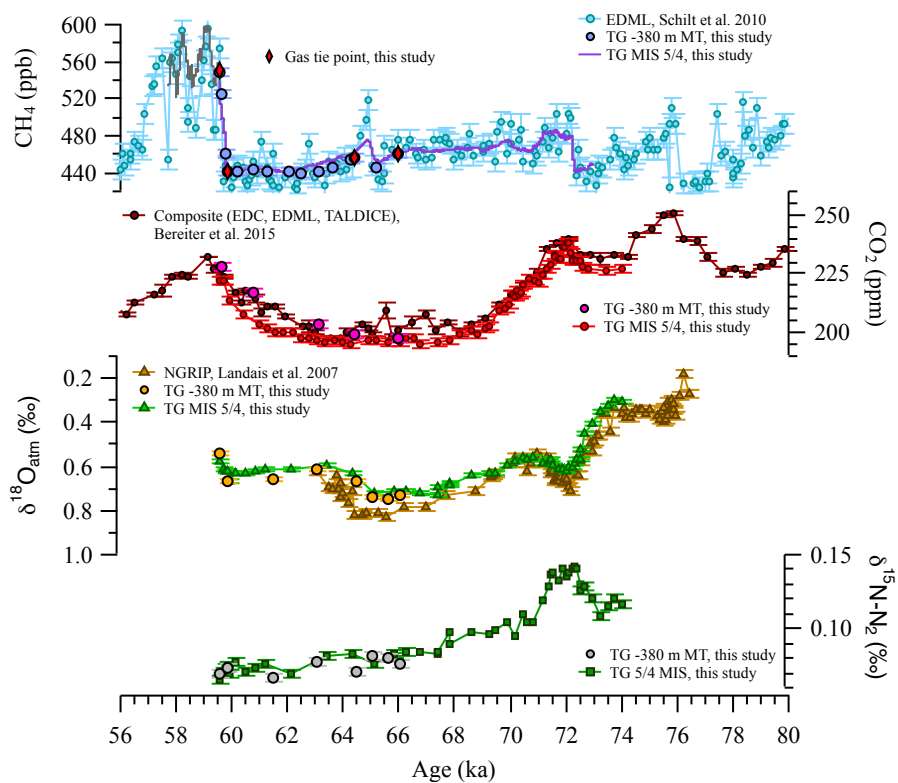 600
560
520
480
440
CH4 (ppb)
Gas tie point, this study
EDML, Schilt et al. 2010
TG -380 m MT, this study
TG MIS 5/4, this study
Composite (EDC, EDML, TALDICE),
Bereiter et al. 2015
250
225
200
CO2 (ppm)
TG -380 m MT, this study
TG MIS 5/4, this study
0.2
0.4
0.6
0.8
1.0
δ18Oatm (‰)
NGRIP, Landais et al. 2007
TG -380 m MT, this study
TG MIS 5/4, this study
0.15
0.10
δ15N-N2 (‰)
TG -380 m MT, this study
TG 5/4 MIS, this study
56 58 60 62 64 66 68 70 72 74 76 78 80
Age (ka)